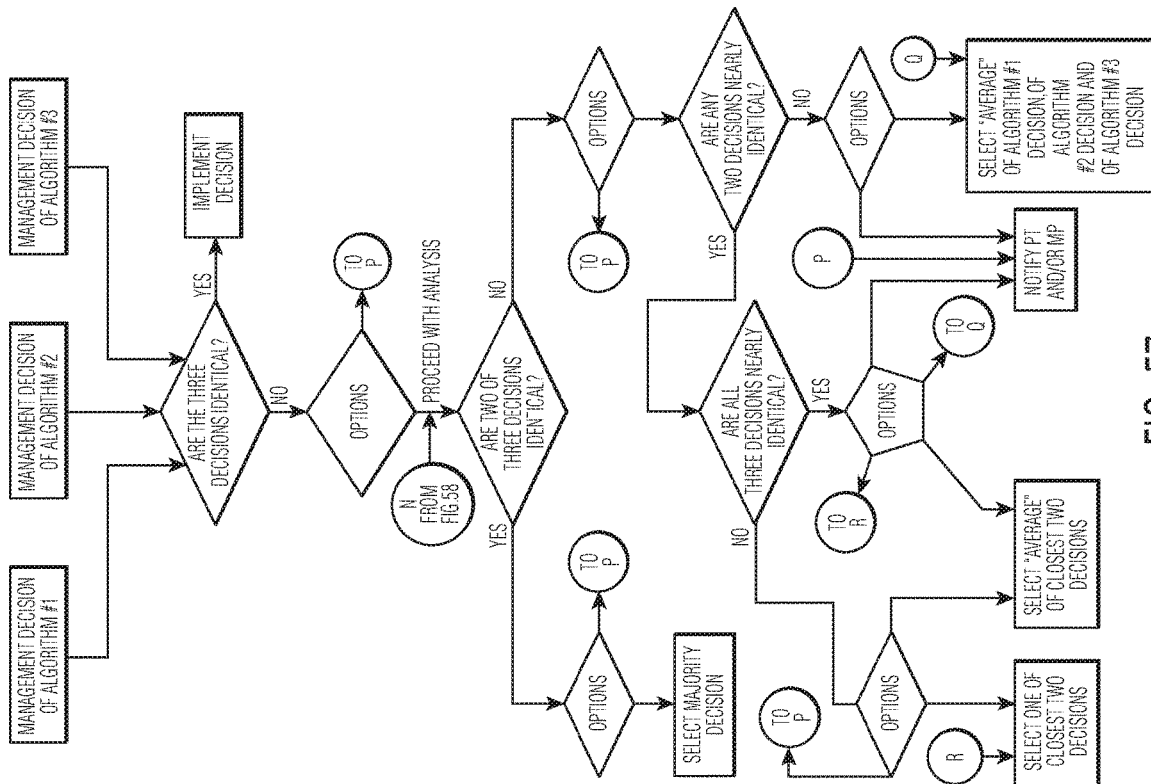 MANAGEMENT DECISION
OF ALGORITHM #1
MANAGEMENT DECISION
OF ALGORITHM #2
MANAGEMENT DECISION
OF ALGORITHM #3
ARE THE THREE
DECISIONS IDENTICAL?
YES
IMPLEMENT
DECISION
NO
OPTIONS
TO
P
PROCEED WITH ANALYSIS
N
FROM
FIG.58
ARE TWO OF
THREE DECISIONS
IDENTICAL?
YES
NO
OPTIONS
TO
P
SELECT MAJORITY
DECISION
OPTIONS
TO
P
ARE ANY
TWO DECISIONS NEARLY
IDENTICAL?
YES
NO
ARE ALL
THREE DECISIONS NEARLY
IDENTICAL?
NO
YES
OPTIONS
TO
P
OPTIONS
TO
R
TO
Q
P
OPTIONS
Q
R
SELECT ONE OF
CLOSEST TWO
DECISIONS
SELECT "AVERAGE"
OF CLOSEST TWO
DECISIONS
NOTIFY PT
AND/OR MP
SELECT "AVERAGE"
OF ALGORITHM #1
DECISION,OF
ALGORITHM
#2 DECISION AND
OF ALGORITHM #3
DECISION